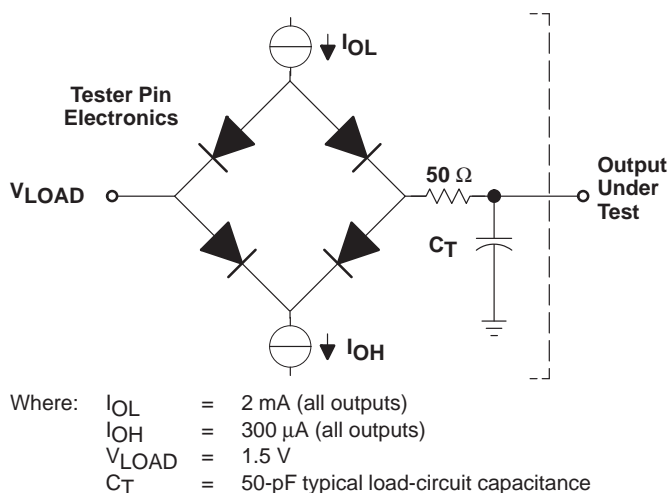 IOL
Tester Pin
Electronics
VLOAD
50 Ω
Output
Under
Test
CT
IOH
Where: IOL = 2 mA (all outputs)
IOH = 300 μA (all outputs)
VLOAD = 1.5 V
CT = 50-pF typical load-circuit capacitance